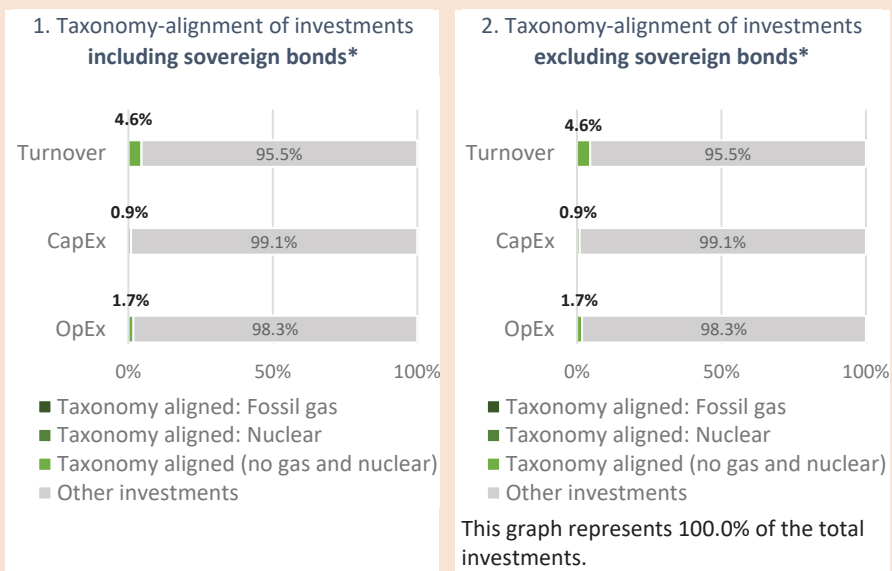 1. Taxonomy-alignment of investments
including sovereign bonds*
4.6%
Turnover
95.5%
0.9%
CapEx
99.1%
1.7%
OpEx
98.3%
0% 50% 100%
Taxonomy aligned: Fossil gas
Taxonomy aligned: Nuclear
Taxonomy aligned (no gas and nuclear)
Other investments
2. Taxonomy-alignment of investments
excluding sovereign bonds*
4.6%
Turnover
95.5%
0.9%
CapEx
99.1%
1.7%
OpEx
98.3%
0% 50% 100%
Taxonomy aligned: Fossil gas
Taxonomy aligned: Nuclear
Taxonomy aligned (no gas and nuclear)
Other investments
This graph represents 100.0% of the total
investments.